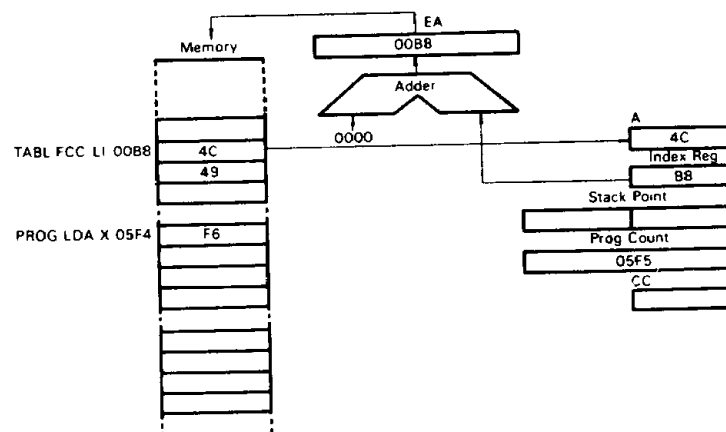 EA
00B8
Memory
Adder
0000
A
4C
Index Reg
B8
Stack Point
Prog Count
05F5
CC
TABL FCC LI 00B8
4C
49
PROG LDA X 05F4
F6